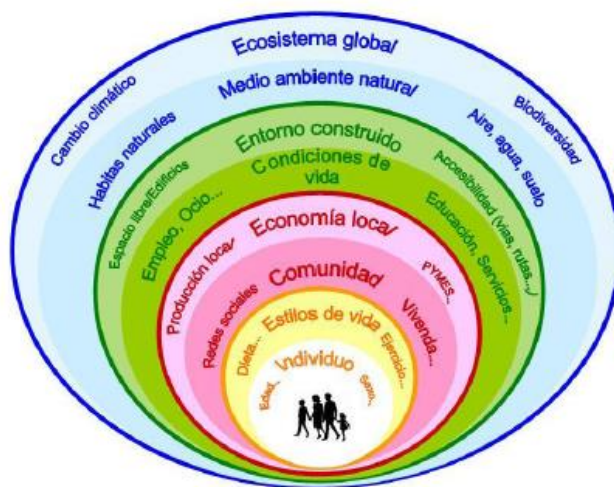 Ecosistema global
Cambio climático
Biodiversidad
Medio ambiente natural
Habitas naturales
Aire, agua, suelo
Entorno construido
Espacio libre/Edificios
Accesibilidad (vías, rutas...)
Condiciones de
vida
Empleo, Ocio...
Educación, Servicios...
Economía local
Producción local
PYMES...
Comunidad
Redes sociales
Vivenda...
Estilos de vida
Dieta...
Ejercicio...
Individuo
Edad...
Sexo...